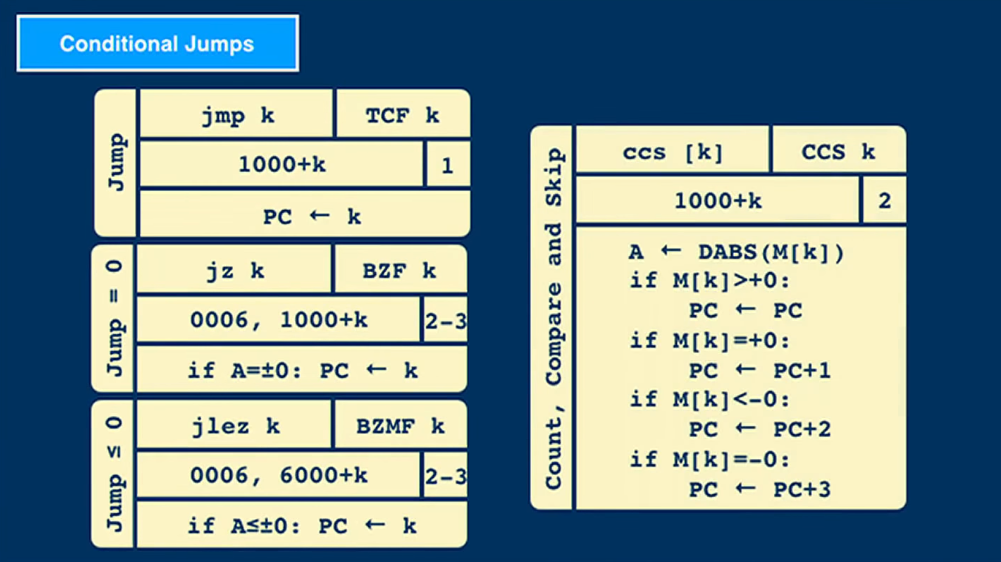 Conditional Jumps
Jump
jmp k
TCF k
1000+k
1
PC ← k
Jump = 0
jz k
BZF k
0006, 1000+k
2-3
if A=±0: PC ← k
Jump ≤ 0
jlez k
BZMF k
0006, 6000+k
2-3
if A≤±0: PC ← k
Count, Compare and Skip
ccs [k]
CCS k
1000+k
2
A ← DABS(M[k])
if M[k]>+0:
PC ← PC
if M[k]=+0:
PC ← PC+1
if M[k]<-0:
PC ← PC+2
if M[k]=-0:
PC ← PC+3